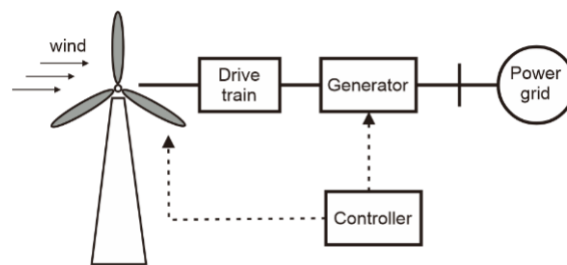 wind
Drive
train
Generator
Power
grid
Controller